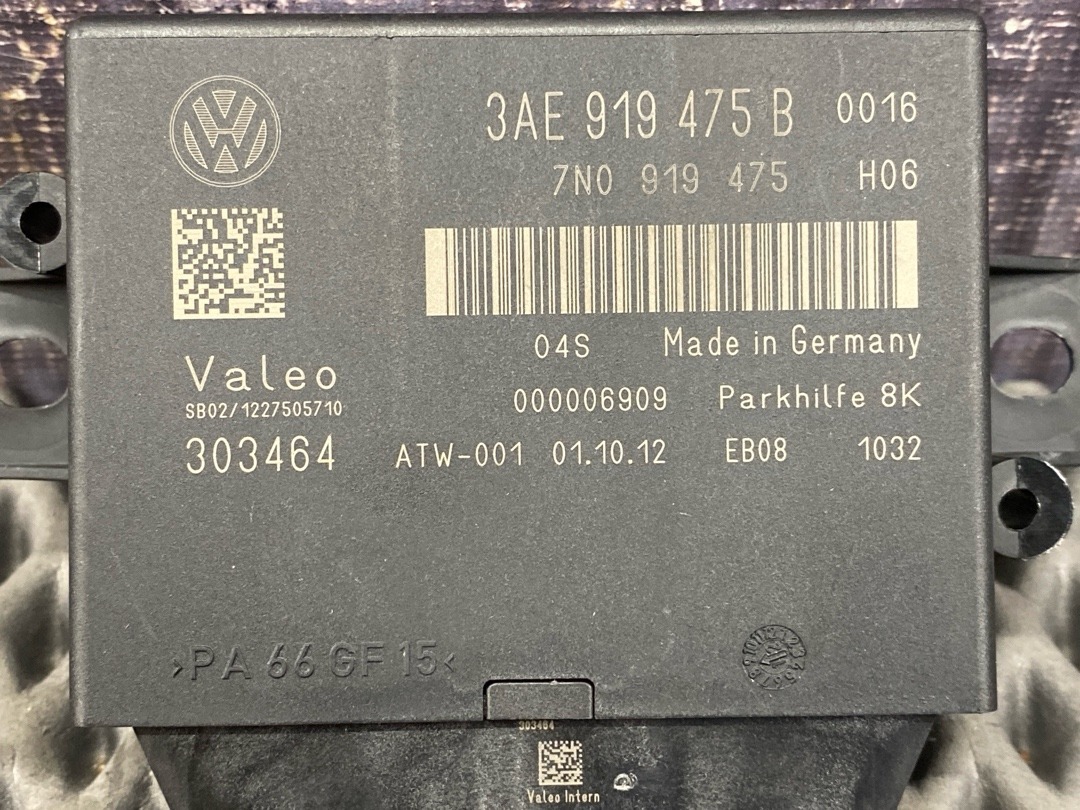 3AE 919 475 B 0016
7N0 919 475 H06
04S Made in Germany
Valeo
000006909 Parkhilfe 8K
SB02/1227505710
303464 ATW-001 01.10.12 EB08 1032
>PA 66 GF 15<
303464
Valeo Intern